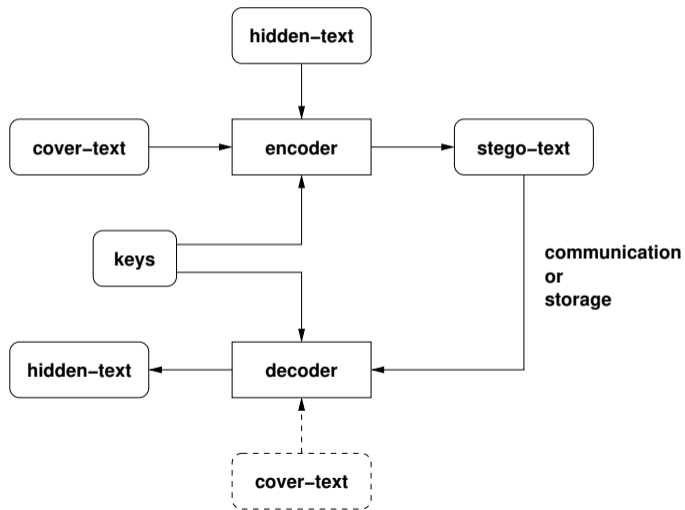 hidden−text
cover−text
encoder
stego−text
keys
communication
or
storage
hidden−text
decoder
cover−text